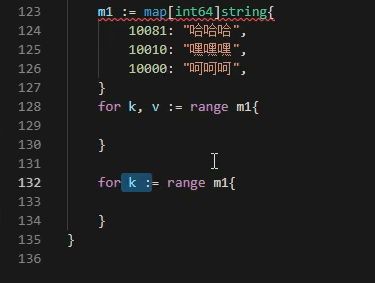 123 m1 := map[int64]string{
124 10081: "哈哈哈",
125 10010: "嘿嘿嘿",
126 10000: "呵呵呵",
127 }
128 for k, v := range m1{
129
130 }
131
132 for k := range m1{
133
134 }
135 }
136